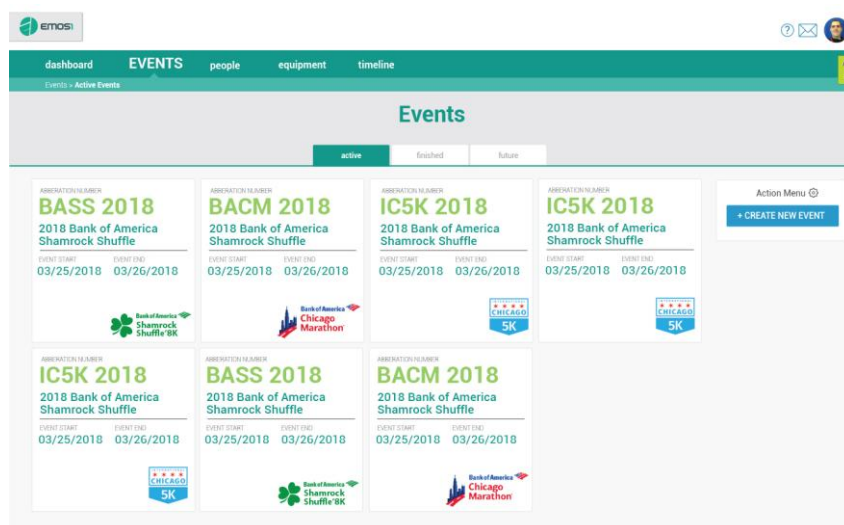 EMOS
dashboard EVENTS people equipment timeline
Events > Active Events
Events
active finished future
ABBERATION NUMBER
BASS 2018
2018 Bank of America
Shamrock Shuffle
EVENT START EVENT END
03/25/2018 03/26/2018
Bank of America
Shamrock
Shuffle 8K
ABBERATION NUMBER
BACM 2018
2018 Bank of America
Shamrock Shuffle
EVENT START EVENT END
03/25/2018 03/26/2018
Bank of America
Chicago
Marathon
ABBERATION NUMBER
IC5K 2018
2018 Bank of America
Shamrock Shuffle
EVENT START EVENT END
03/25/2018 03/26/2018
INTERNATIONAL
CHICAGO
5K
ABBERATION NUMBER
IC5K 2018
2018 Bank of America
Shamrock Shuffle
EVENT START EVENT END
03/25/2018 03/26/2018
INTERNATIONAL
CHICAGO
5K
Action Menu
+ CREATE NEW EVENT
ABBERATION NUMBER
IC5K 2018
2018 Bank of America
Shamrock Shuffle
EVENT START EVENT END
03/25/2018 03/26/2018
INTERNATIONAL
CHICAGO
5K
ABBERATION NUMBER
BASS 2018
2018 Bank of America
Shamrock Shuffle
EVENT START EVENT END
03/25/2018 03/26/2018
Bank of America
Shamrock
Shuffle 8K
ABBERATION NUMBER
BACM 2018
2018 Bank of America
Shamrock Shuffle
EVENT START EVENT END
03/25/2018 03/26/2018
Bank of America
Chicago
Marathon